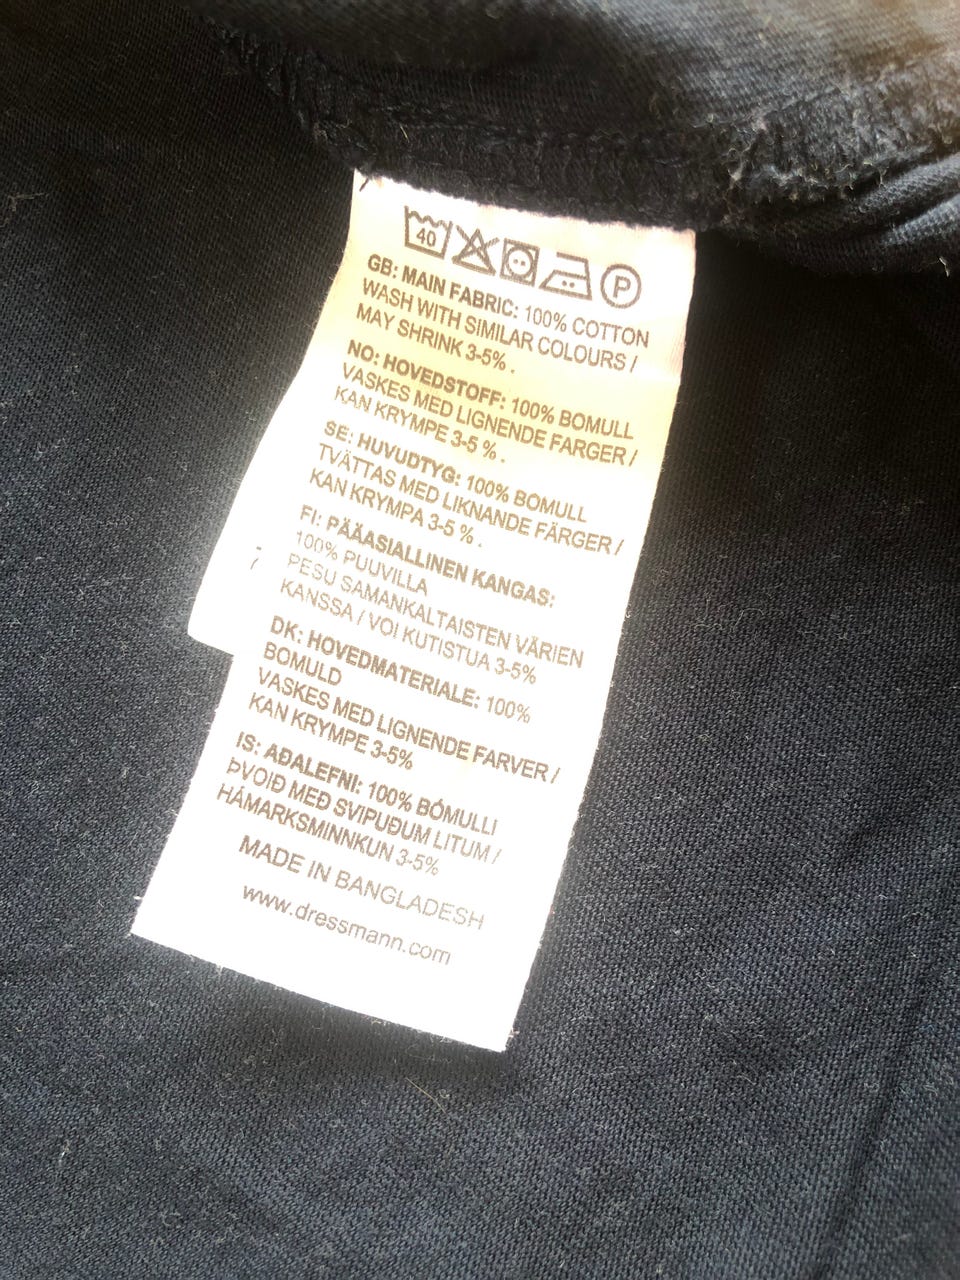 40 P
GB: MAIN FABRIC: 100% COTTON
WASH WITH SIMILAR COLOURS /
MAY SHRINK 3-5% .
NO: HOVEDSTOFF: 100% BOMULL
VASKES MED LIGNENDE FARGER /
KAN KRYMPE 3-5 % .
SE: HUVUDTYG: 100% BOMULL
TVÄTTAS MED LIKNANDE FÄRGER /
KAN KRYMPA 3-5 % .
FI: PÄÄASIALLINEN KANGAS:
100% PUUVILLA
PESU SAMANKALTAISTEN VÄRIEN
KANSSA / VOI KUTISTUA 3-5%
DK: HOVEDMATERIALE: 100%
BOMULD
VASKES MED LIGNENDE FARVER /
KAN KRYMPE 3-5%
IS: AÐALEFNI: 100% BÓMULLI
ÞVOIÐ MEÐ SVIPUÐUM LITUM /
HÁMARKSMINNKUN 3-5%
MADE IN BANGLADESH
www.dressmann.com